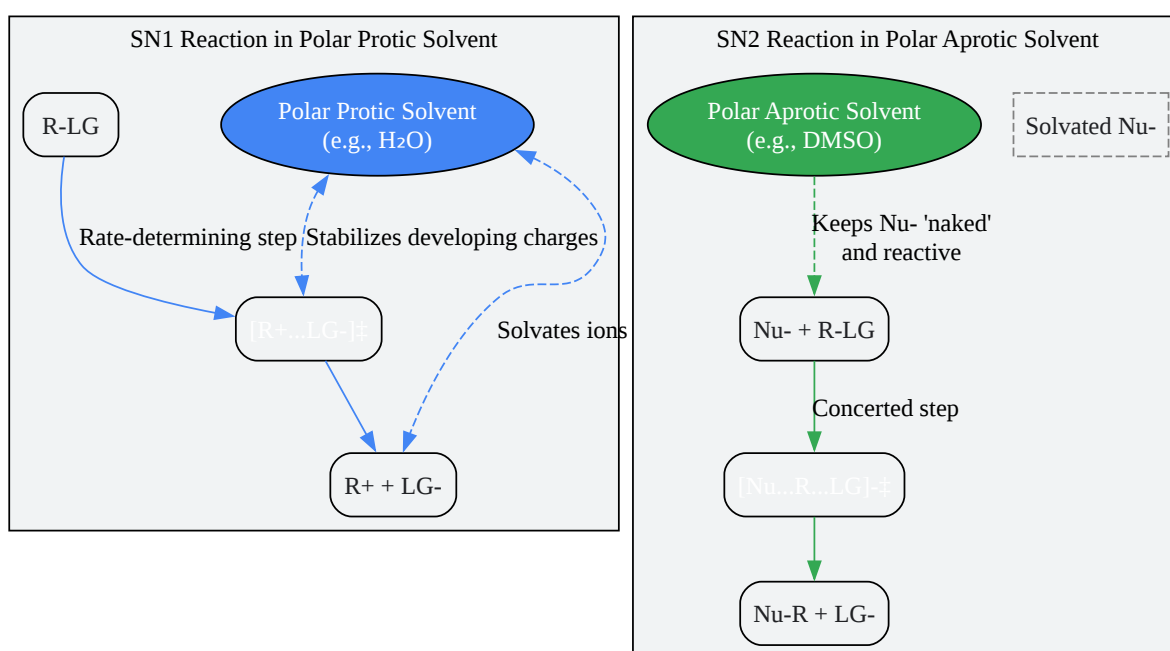 SN1 Reaction in Polar Protic Solvent
R-LG
Polar Protic Solvent
(e.g., H₂O)
Rate-determining step
Stabilizes developing charges
[R+...LG-]‡
Solvates ions
R+ + LG-
SN2 Reaction in Polar Aprotic Solvent
Polar Aprotic Solvent
(e.g., DMSO)
Solvated Nu-
Keeps Nu- 'naked'
and reactive
Nu- + R-LG
Concerted step
[Nu...R...LG]-‡
Nu-R + LG-